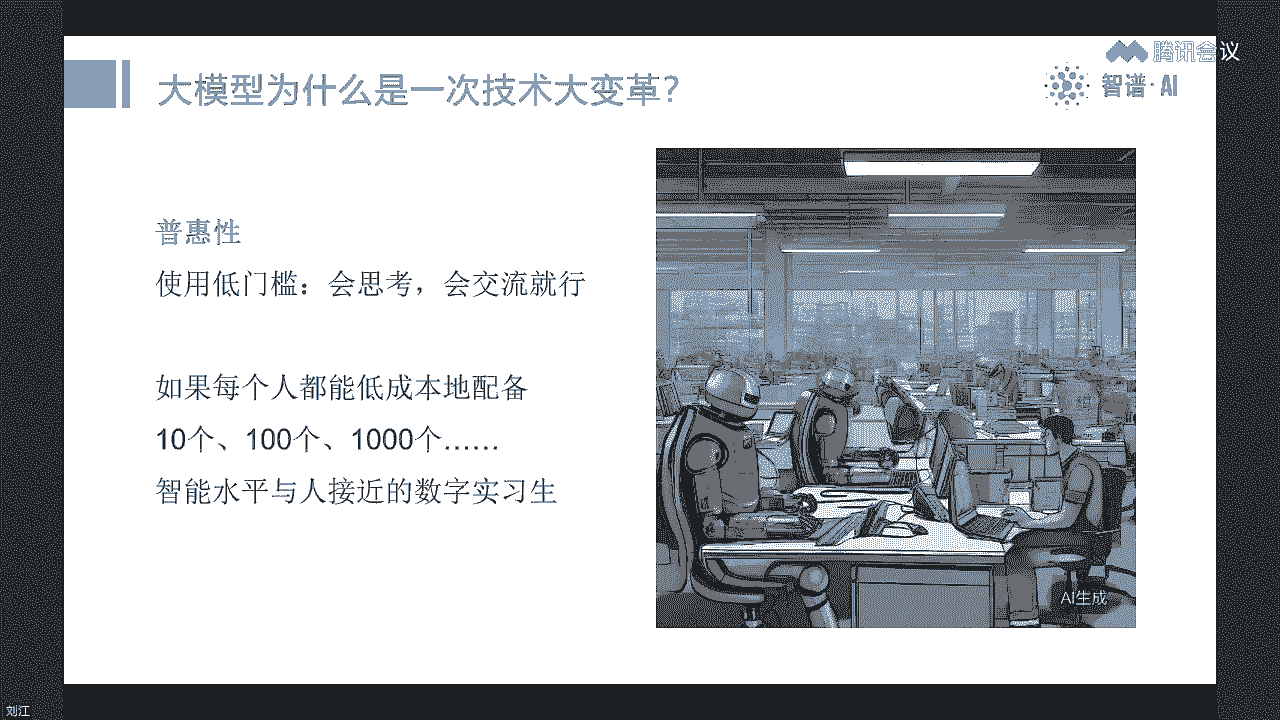 腾讯会议
大模型为什么是一次技术大变革？
智谱·AI
普惠性
使用低门槛：会思考，会交流就行
如果每个人都能低成本地配备
10个、100个、1000个……
智能水平与人接近的数字实习生
AI生成
刘江